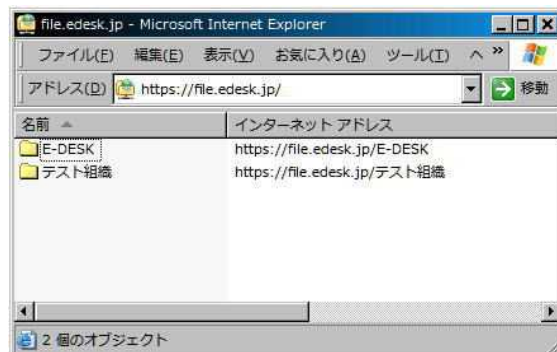 file.edesk.jp - Microsoft Internet Explorer
ファイル(F) 編集(E) 表示(V) お気に入り(A) ツール(T) ヘ »
アドレス(D) https://file.edesk.jp/ 移動
名前 インターネット アドレス
E-DESK https://file.edesk.jp/E-DESK
テスト組織 https://file.edesk.jp/テスト組織
2 個のオブジェクト